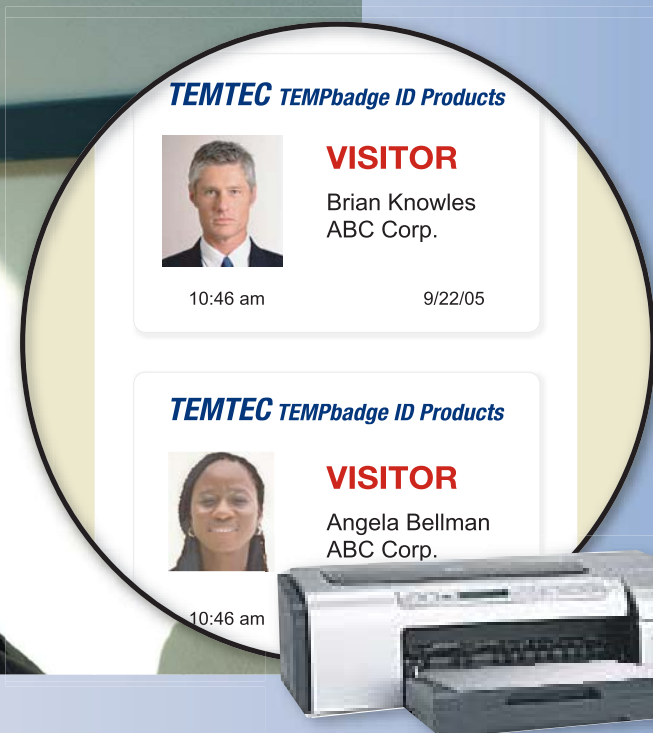 TEMTEC TEMPbadge ID Products
VISITOR
Brian Knowles
ABC Corp.
10:46 am 9/22/05
TEMTEC TEMPbadge ID Products
VISITOR
Angela Bellman
ABC Corp.
10:46 am